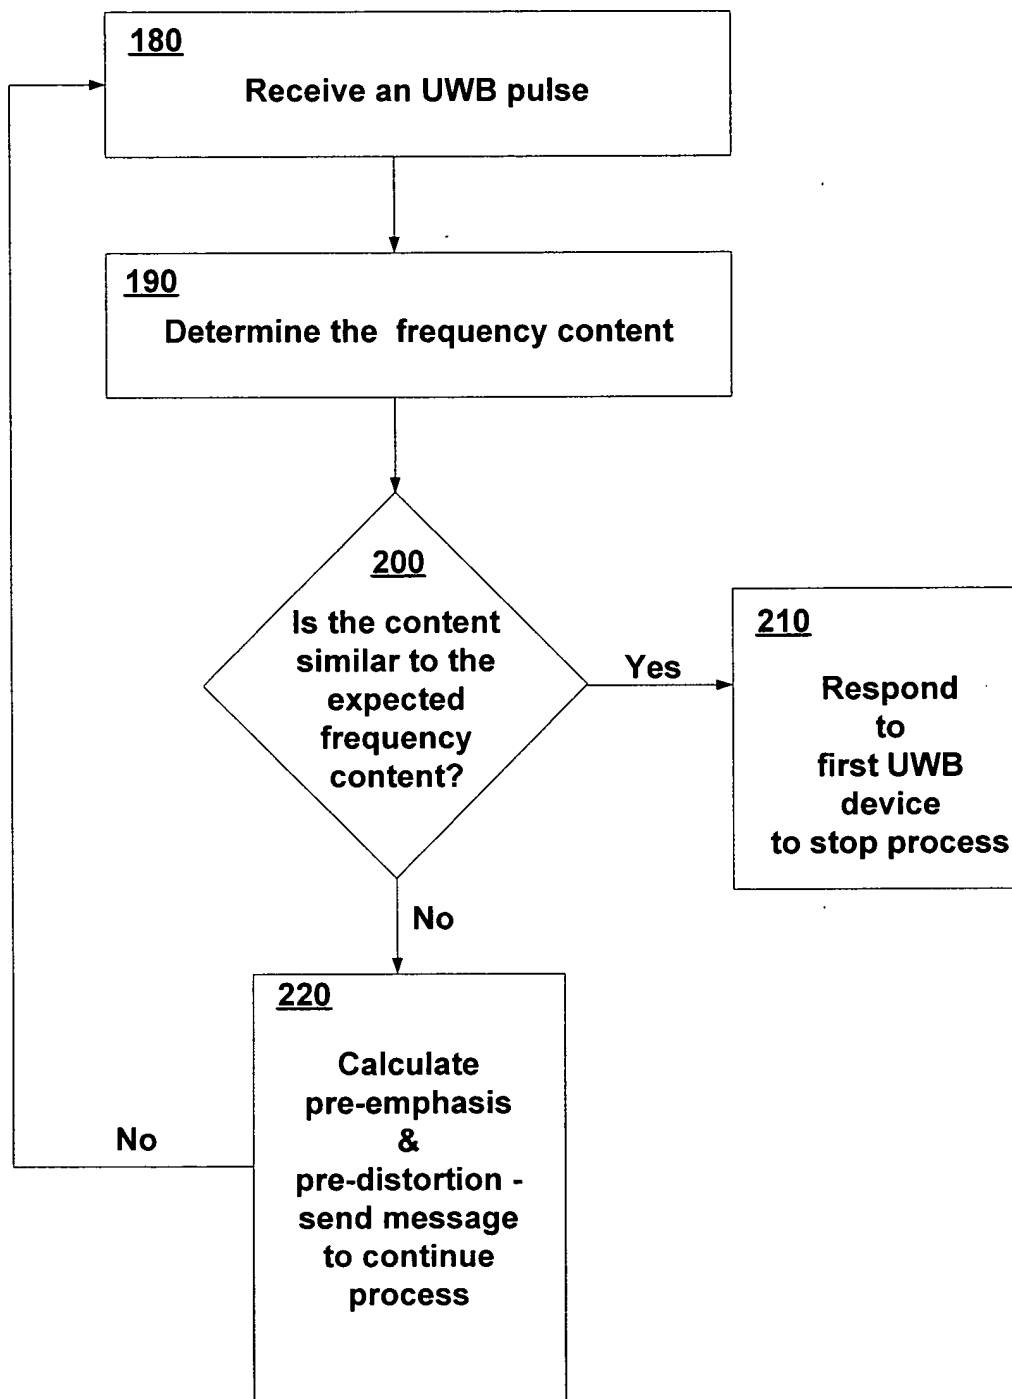 180
Receive an UWB pulse
190
Determine the frequency content
200
Is the content
similar to the
expected
frequency
content?
Yes
210
Respond
to
first UWB
device
to stop process
No
220
Calculate
pre-emphasis
&
pre-distortion -
send message
to continue
process
No